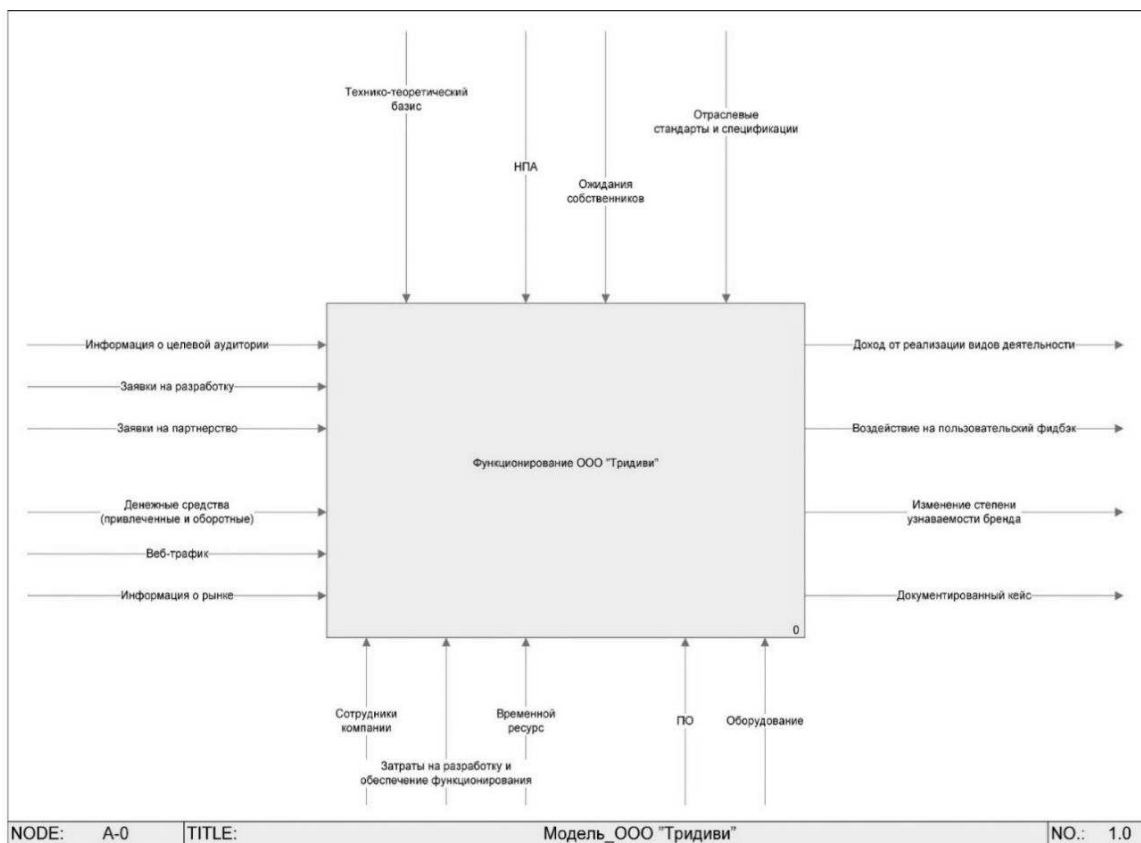 Технико-теоретический
базис
НПА
Ожидания
собственников
Отраслевые
стандарты и спецификации
Информация о целевой аудитории
Заявки на разработку
Заявки на партнерство
Денежные средства
(привлеченные и оборотные)
Веб-трафик
Информация о рынке
Функционирование ООО "Тридиви"
0
Доход от реализации видов деятельности
Воздействие на пользовательский фидбэк
Изменение степени
узнаваемости бренда
Документированный кейс
Сотрудники
компании
Затраты на разработку и
обеспечение функционирования
Временной
ресурс
ПО
Оборудование
NODE: A-0 TITLE: Модель_ООО "Тридиви" NO.: 1.0